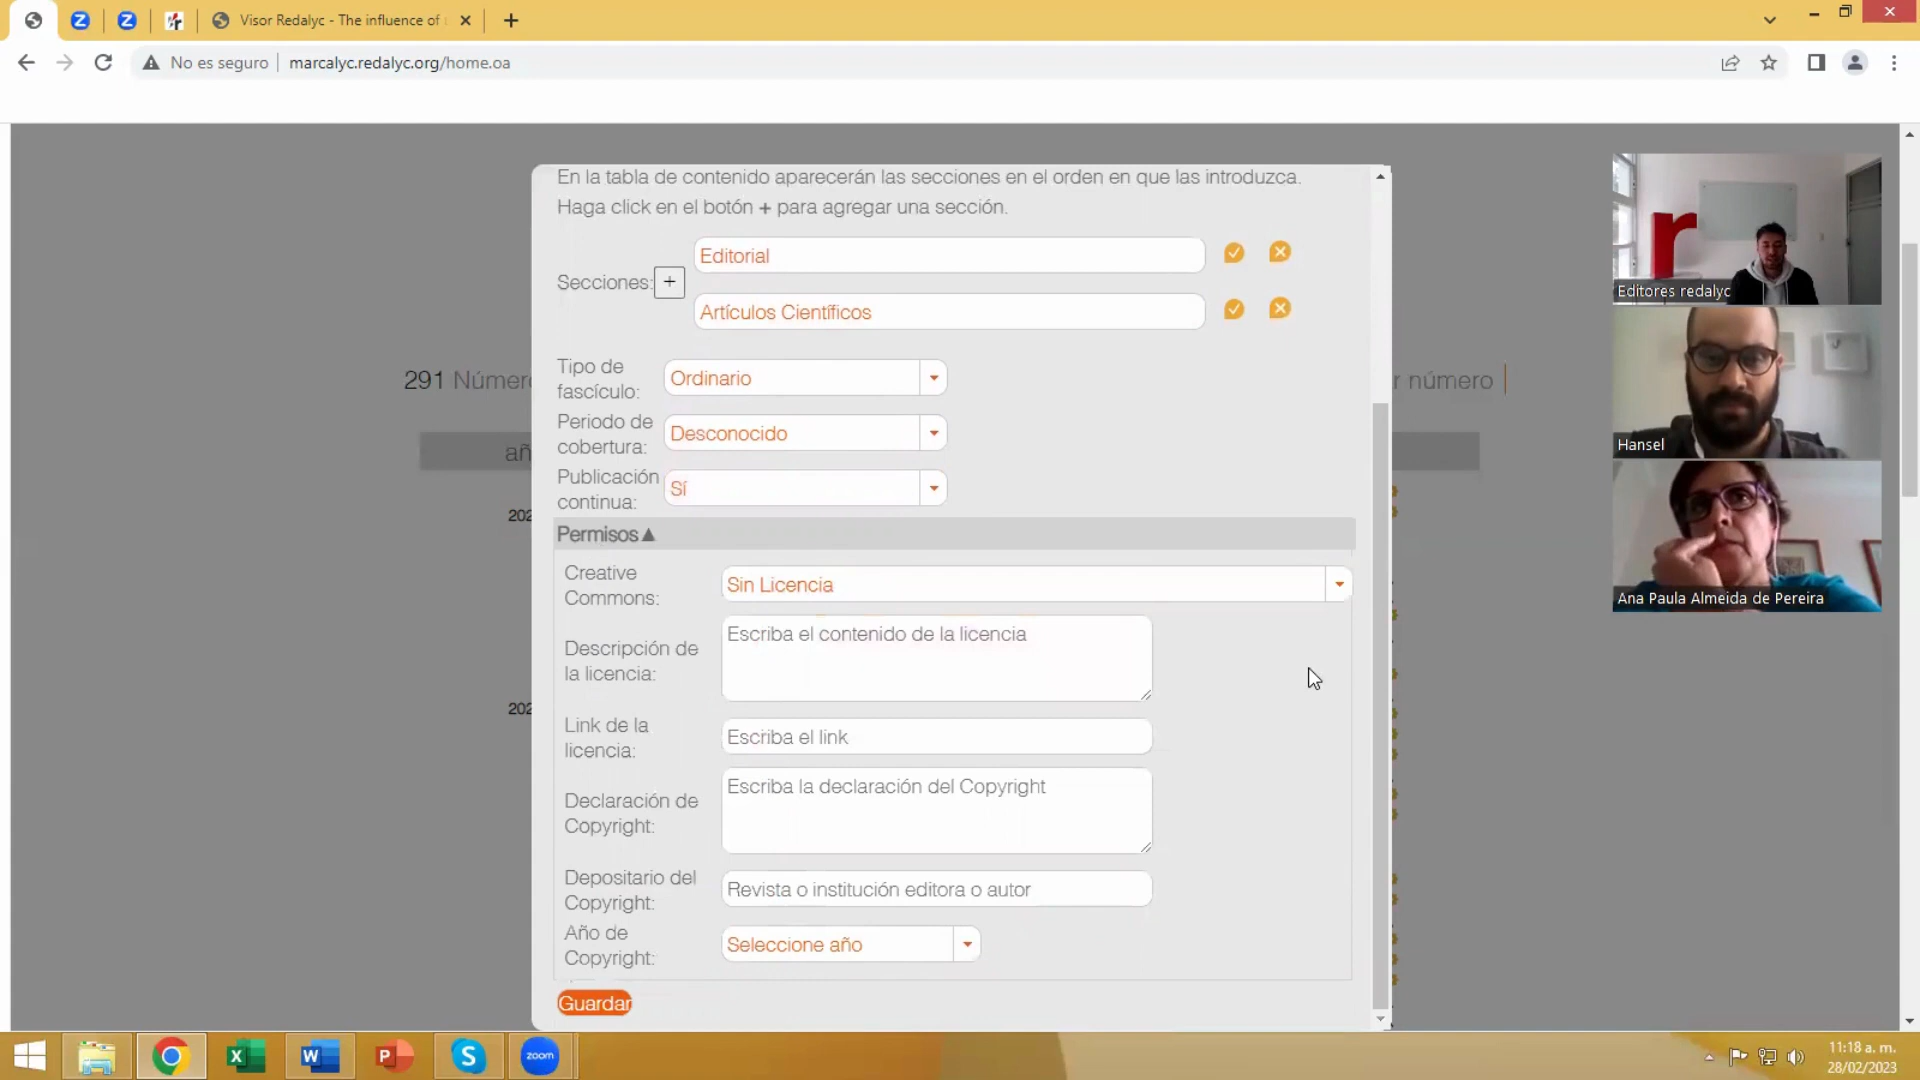 Visor Redalyc - The influence of
No es seguro
marcalyc.redalyc.org/home.oa
En la tabla de contenido aparecerán las secciones en el orden en que las introduzca.
Haga click en el botón + para agregar una sección.
Editorial
Secciones: +
Artículos Científicos
Tipo de
fascículo:
Ordinario
Periodo de
cobertura:
Desconocido
Publicación
continua:
Sí
Permisos▲
Creative
Commons:
Sin Licencia
Descripción de
la licencia:
Escriba el contenido de la licencia
Link de la
licencia:
Escriba el link
Declaración de
Copyright:
Escriba la declaración del Copyright
Depositario del
Copyright:
Revista o institución editora o autor
Año de
Copyright:
Seleccione año
Guardar
291 Número
r número
añ
202
202
Editores redalyc
r
Hansel
Ana Paula Almeida de Pereira
zoom
11:18 a. m.
28/02/2023